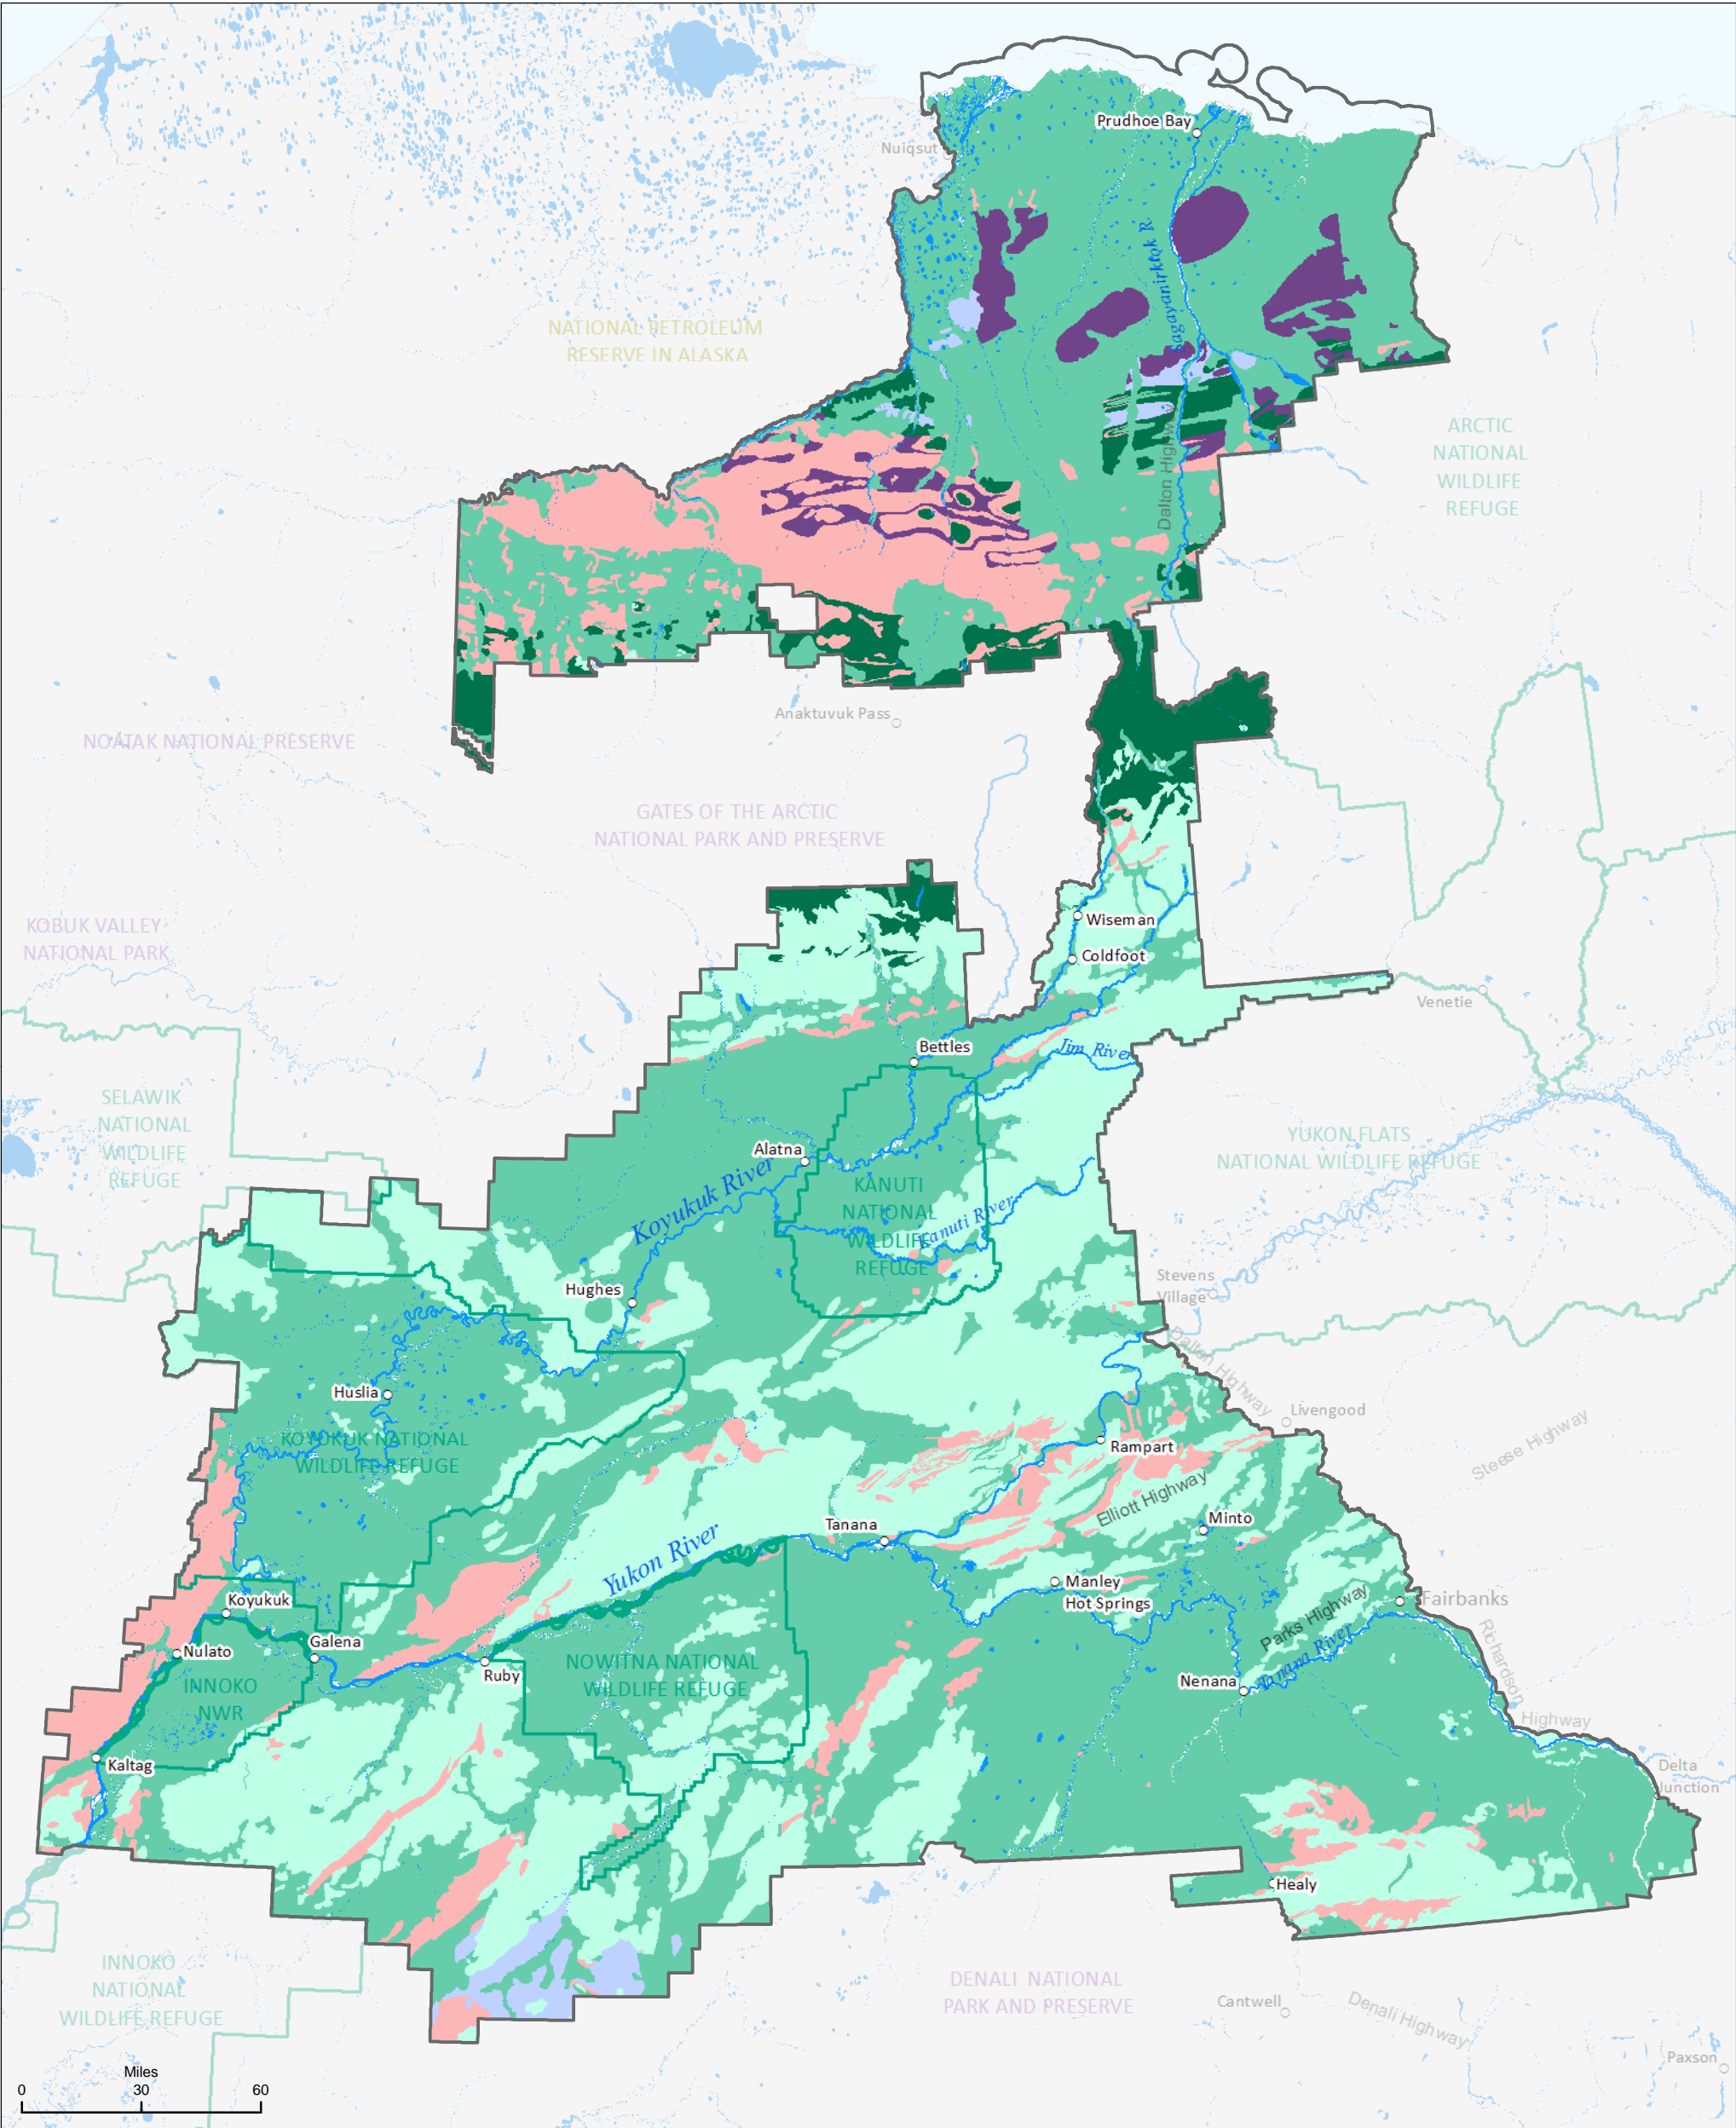 Prudhoe Bay
Nuiqsut
Sagavanirktok R.
NATIONAL PETROLEUM
RESERVE IN ALASKA
ARCTIC
NATIONAL
WILDLIFE
REFUGE
Dalton Highway
Anaktuvuk Pass
NOATAK NATIONAL PRESERVE
GATES OF THE ARCTIC
NATIONAL PARK AND PRESERVE
KOBUK VALLEY
NATIONAL PARK
Wiseman
Coldfoot
Venetie
Bettles
Jim River
SELAWIK
NATIONAL
WILDLIFE
REFUGE
YUKON FLATS
NATIONAL WILDLIFE REFUGE
Alatna
Koyukuk River
KANUTI
NATIONAL
WILDLIFE
REFUGE
Kanuti River
Stevens
Village
Hughes
Dalton Highway
Huslia
Livengood
KOYUKUK NATIONAL
WILDLIFE REFUGE
Rampart
Steese Highway
Elliott Highway
Tanana
Minto
Yukon River
Manley
Hot Springs
Koyukuk
Fairbanks
Parks Highway
Nulato
Galena
Richardson
Highway
Ruby
NOWITNA NATIONAL
WILDLIFE REFUGE
INNOKO
NWR
Nenana
Tanana River
Kaltag
Delta
Junction
Healy
INNOKO
NATIONAL
WILDLIFE REFUGE
DENALI NATIONAL
PARK AND PRESERVE
Cantwell
Denali Highway
Paxson
Miles
0 30 60